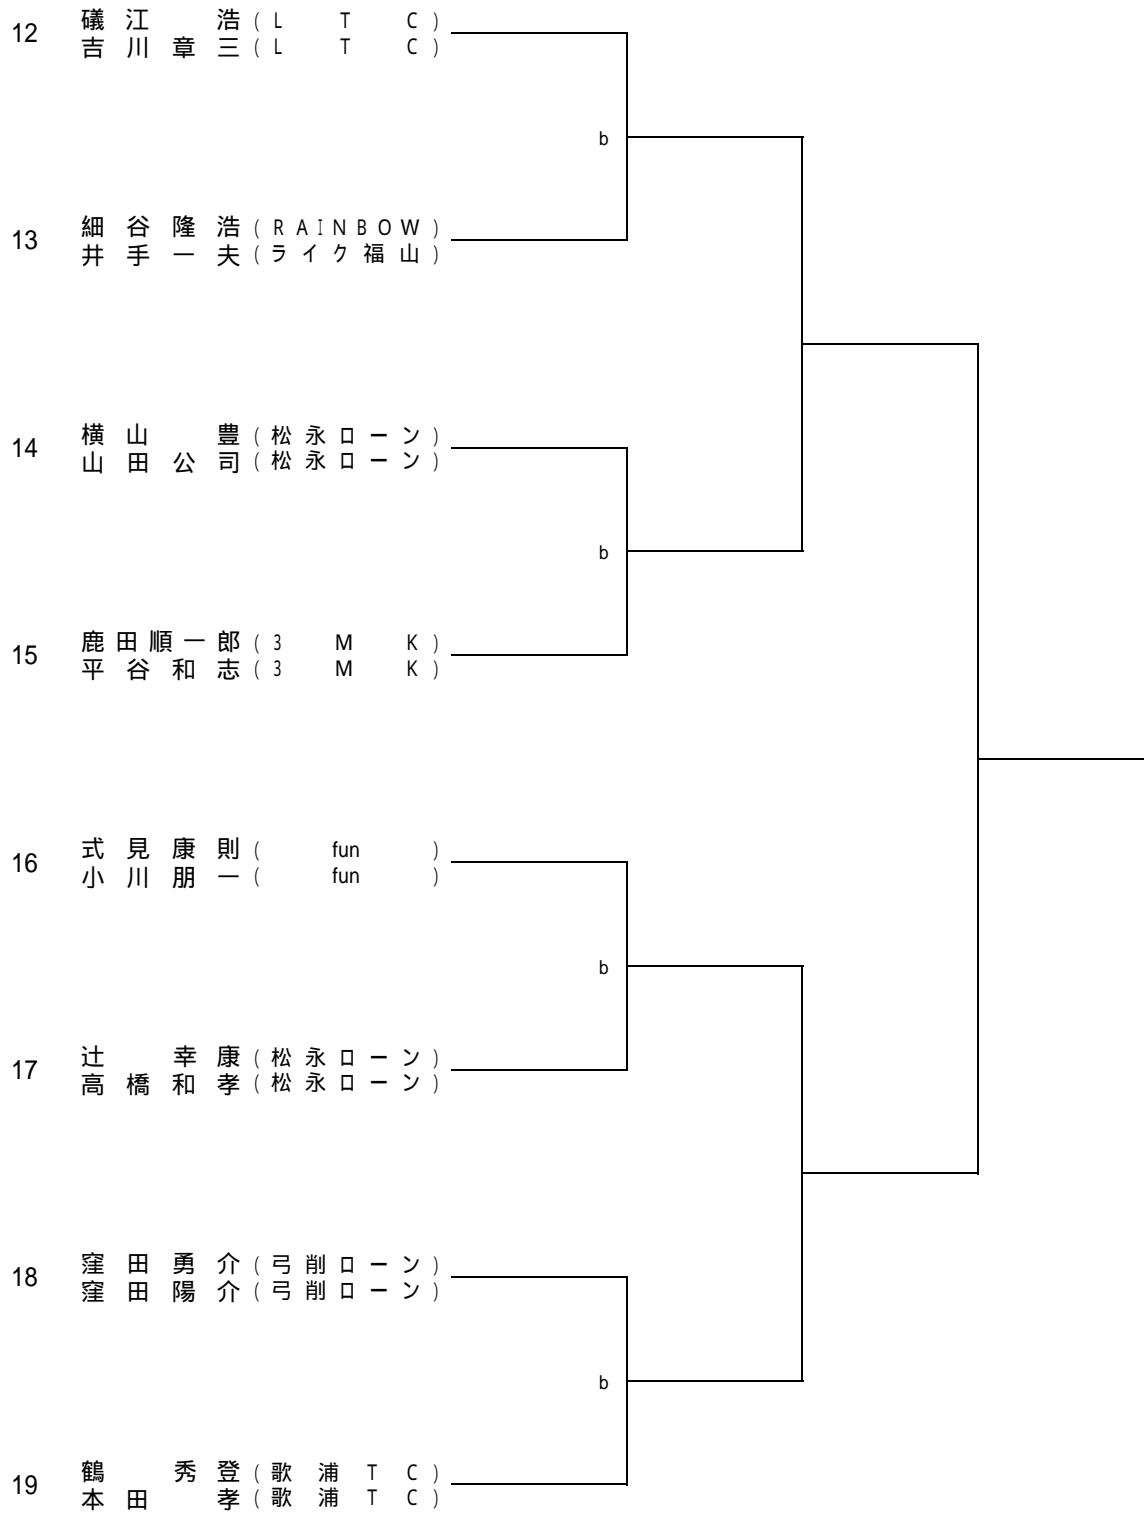 12 礒江 浩(LTC)
吉川章三(LTC)
b
13 細谷隆浩(RAINBOW)
井手一夫(ライク福山)
14 横山 豊(松永ローン)
山田公司(松永ローン)
b
15 鹿田順一郎(3MK)
平谷和志(3MK)
16 式見康則(fun)
小川朋一(fun)
b
17 辻 幸康(松永ローン)
高橋和孝(松永ローン)
18 窪田勇介(弓削ローン)
窪田陽介(弓削ローン)
b
19 鶴 秀登(歌浦TC)
本田 孝(歌浦TC)